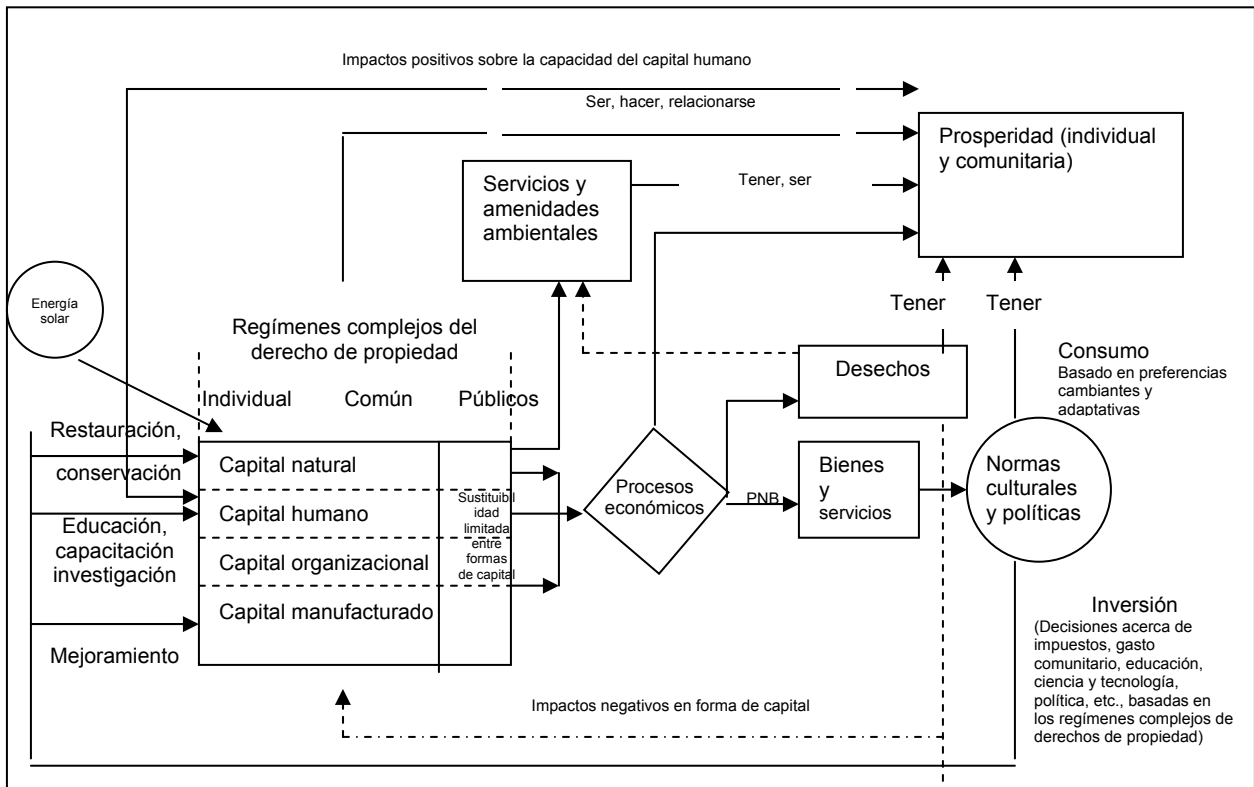 Impactos positivos sobre la capacidad del capital humano
Ser, hacer, relacionarse
Prosperidad (individual
y comunitaria)
Servicios y
amenidades
ambientales
Tener, ser
Energía
solar
Tener
Tener
Regímenes complejos del
derecho de propiedad
Consumo
Basado en preferencias
cambiantes y
adaptativas
Desechos
Individual
Común
Públicos
Restauración,
conservación
Capital natural
Capital humano
Capital organizacional
Capital manufacturado
Sustituibil
idad
limitada
entre
formas
de capital
Procesos
económicos
PNB
Bienes
y
servicios
Normas
culturales
y políticas
Educación,
capacitación
investigación
Mejoramiento
Inversión
(Decisiones acerca de
impuestos, gasto
comunitario, educación,
ciencia y tecnología,
política, etc., basadas en
los regímenes complejos de
derechos de propiedad)
Impactos negativos en forma de capital